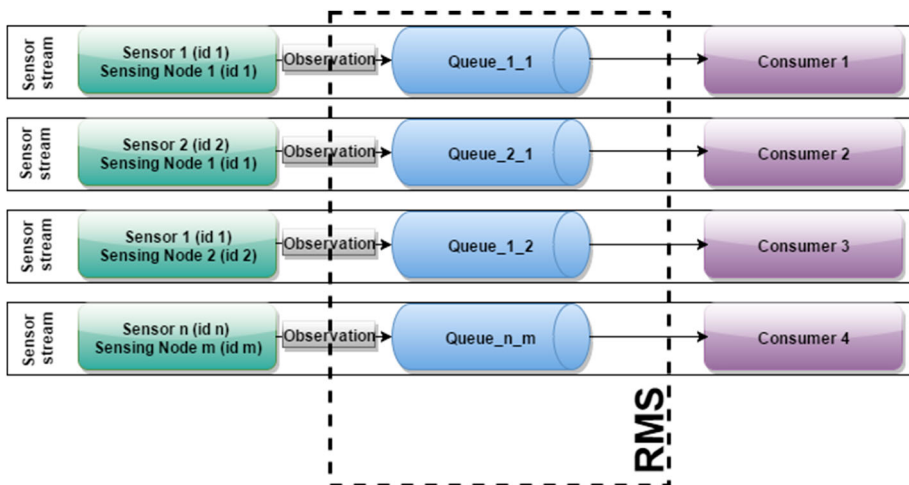 Sensor
stream
Sensor 1 (id 1)
Sensing Node 1 (id 1)
Observation
Queue_1_1
Consumer 1
Sensor
stream
Sensor 2 (id 2)
Sensing Node 1 (id 1)
Observation
Queue_2_1
Consumer 2
Sensor
stream
Sensor 1 (id 1)
Sensing Node 2 (id 2)
Observation
Queue_1_2
Consumer 3
Sensor
stream
Sensor n (id n)
Sensing Node m (id m)
Observation
Queue_n_m
Consumer 4
RMS